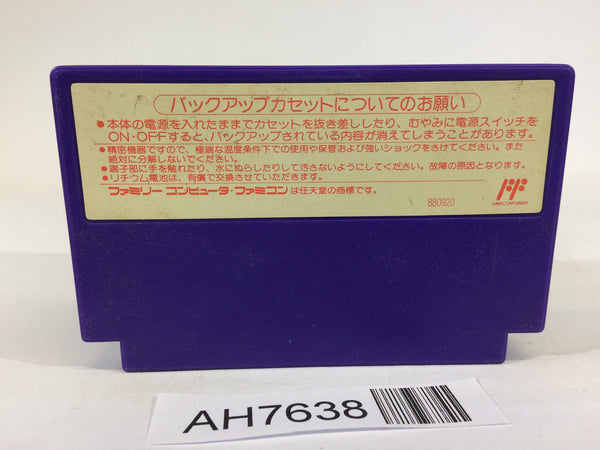 バックアップカセットについてのお願い
●本体の電源を入れたままでカセットを抜き差ししたり、むやみに電源スイッチを
ON・OFFすると、バックアップされている内容が消えてしまうことがあります。
●精密機器ですので、極端な温度条件下での使用や保管および強いショックをさけてください。また
絶対に分解しないでください。
●端子部に手を触れたり、水にぬらしたりして汚さないようにしてください。故障の原因となります。
●リチウム電池は、有償で交換させていただきます。
ファミリーコンピュータ・ファミコンは任天堂の商標です。
880920
FAMICOM FAMILY
AH7638